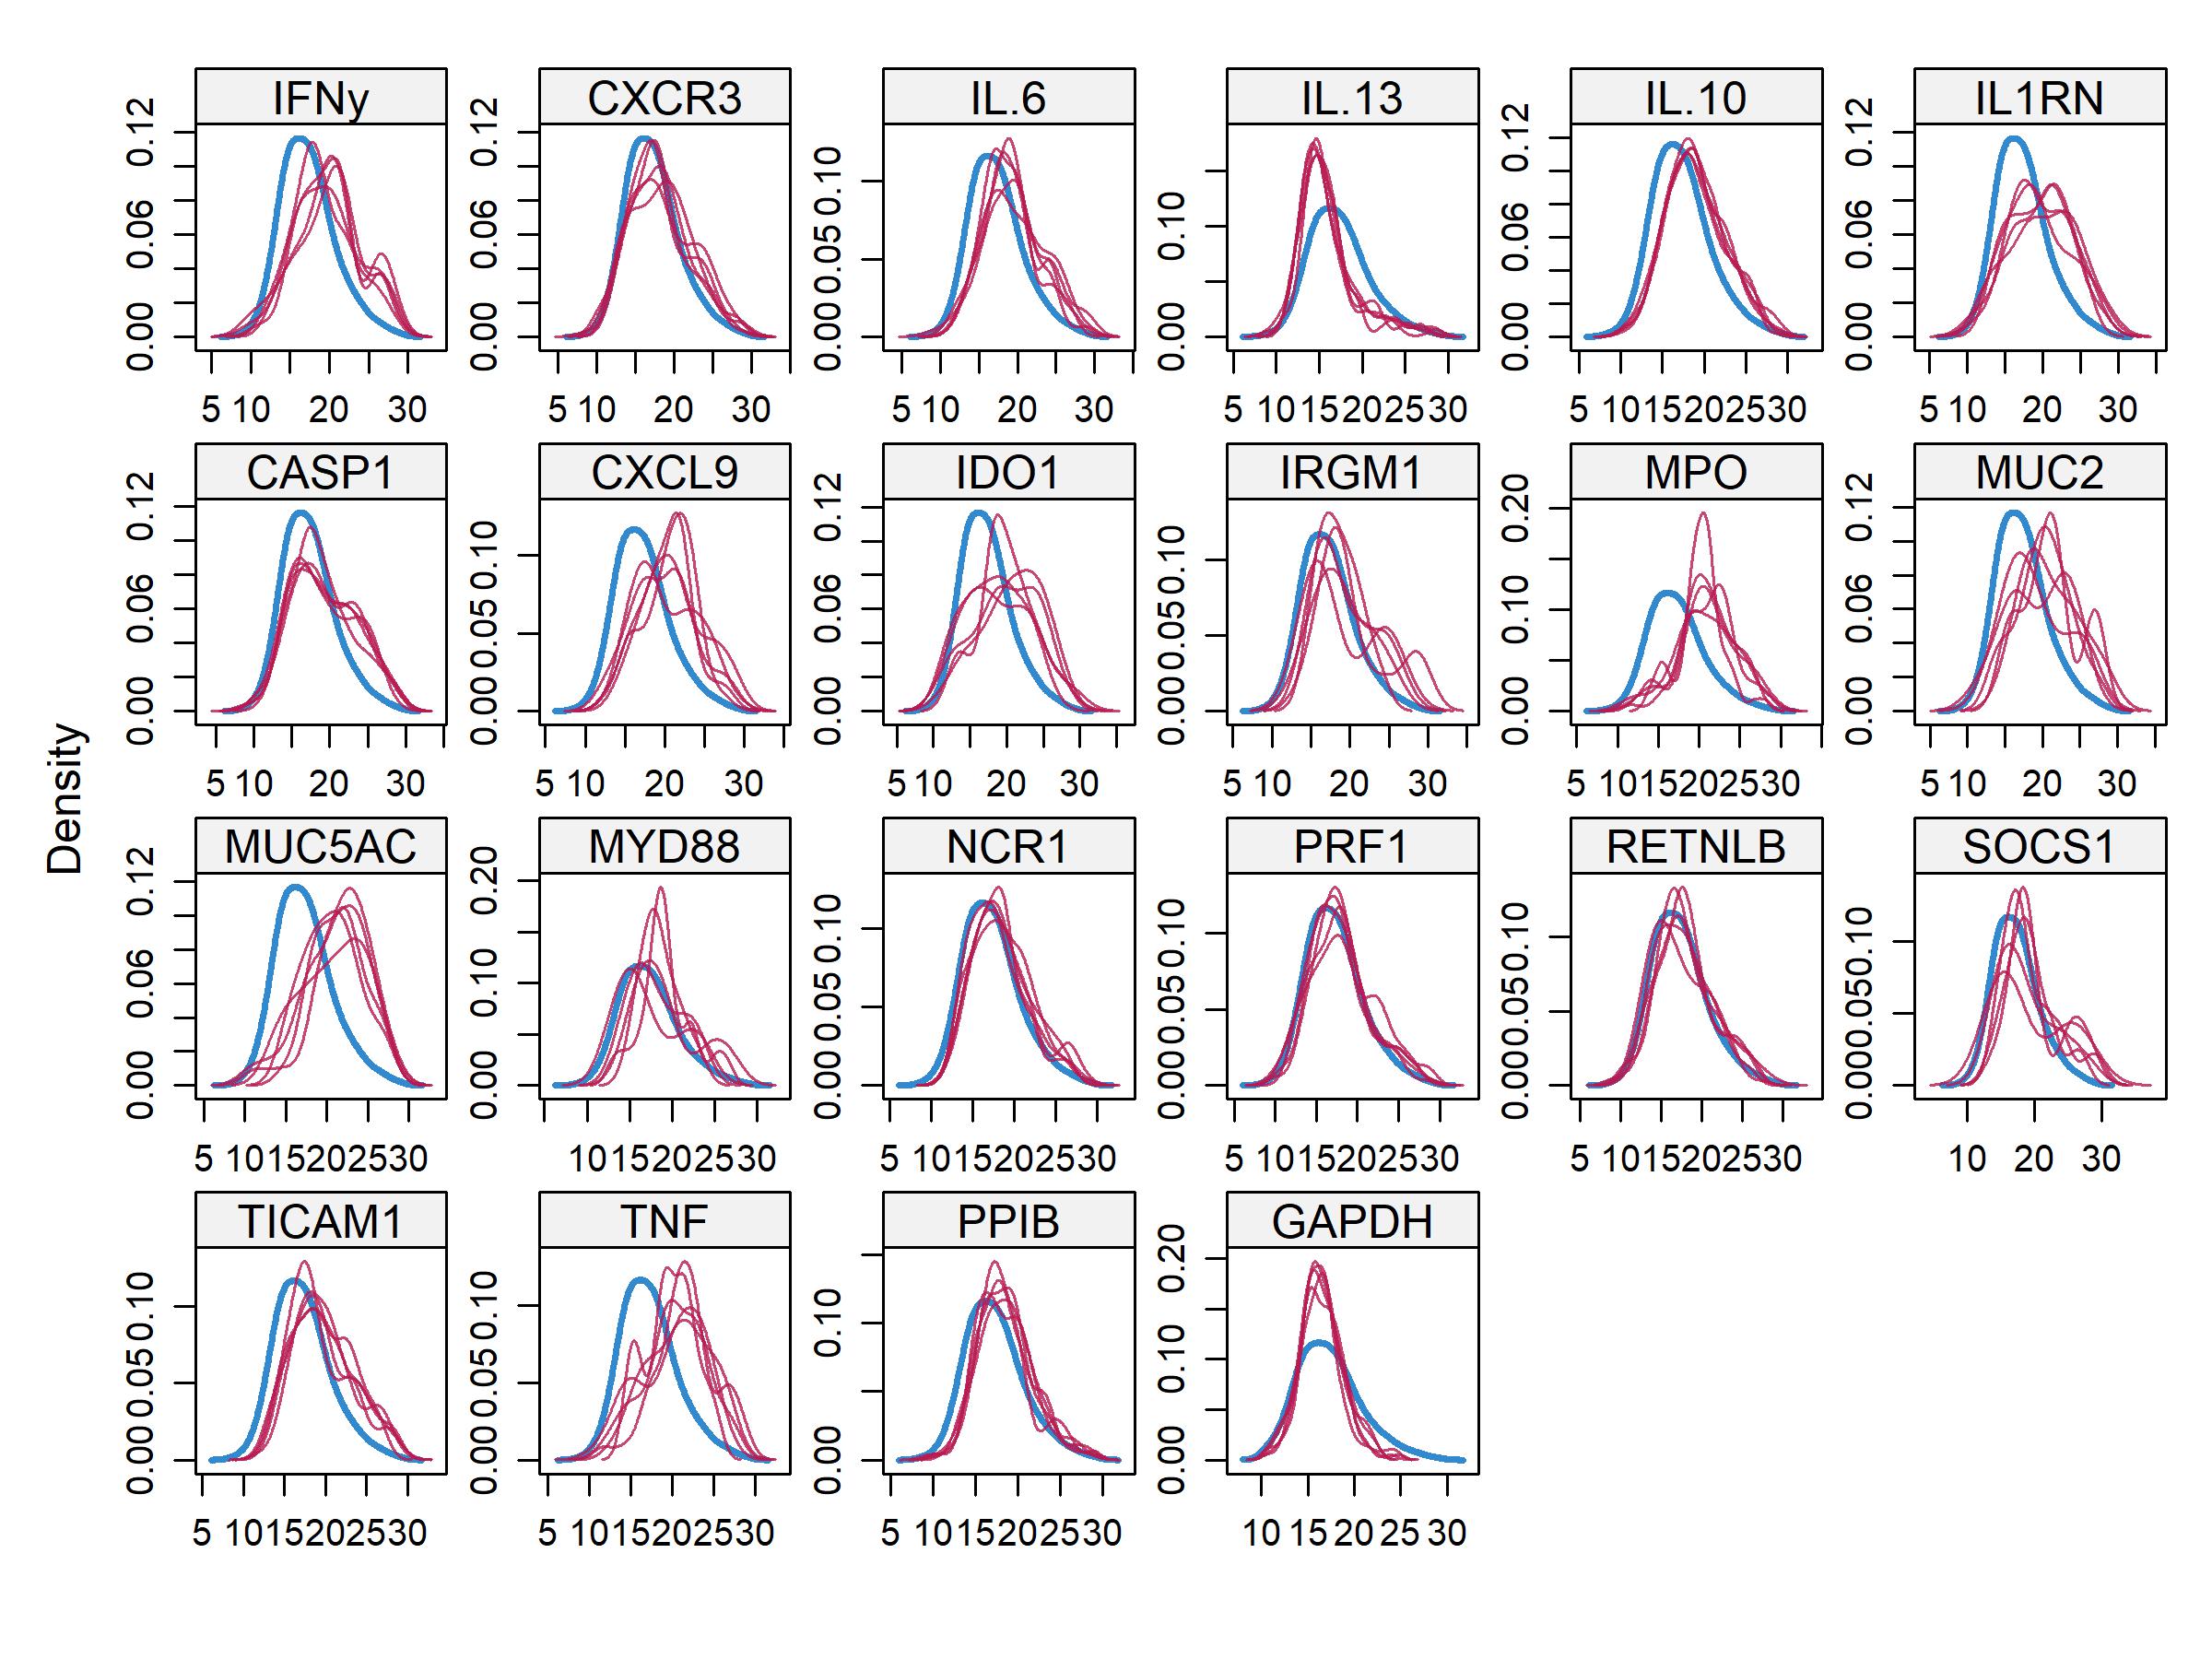 Density
IFNy CXCR3 IL.6 IL.13 IL.10 IL1RN
0.00 0.06 0.12 0.00 0.06 0.12 0.00 0.05 0.10 0.00 0.10 0.00 0.06 0.12 0.00 0.06 0.12
5 10 20 30 5 10 20 30 5 10 20 30 5 10 15 20 25 30 5 10 15 20 25 30 5 10 20 30
CASP1 CXCL9 IDO1 IRGM1 MPO MUC2
0.00 0.06 0.12 0.00 0.05 0.10 0.00 0.06 0.12 0.00 0.05 0.10 0.00 0.10 0.20 0.00 0.06 0.12
5 10 20 30 5 10 20 30 5 10 20 30 5 10 20 30 5 10 15 20 25 30 5 10 20 30
MUC5AC MYD88 NCR1 PRF1 RETNLB SOCS1
0.00 0.06 0.12 0.00 0.10 0.20 0.00 0.05 0.10 0.00 0.05 0.10 0.00 0.05 0.10 0.00 0.05 0.10
5 10 15 20 25 30 10 15 20 25 30 5 10 15 20 25 30 5 10 15 20 25 30 5 10 15 20 25 30 10 20 30
TICAM1 TNF PPIB GAPDH
0.00 0.05 0.10 0.00 0.05 0.10 0.00 0.10 0.00 0.10 0.20
5 10 15 20 25 30 5 10 15 20 25 30 5 10 15 20 25 30 10 15 20 25 30